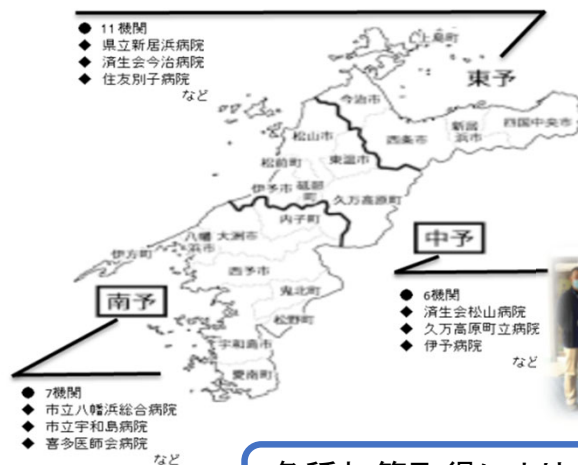 ● 11機関
◆ 県立新居浜病院
◆ 済生会今治病院
◆ 住友別子病院
など
上島町
東予
今治市
松山市
西条市
新居浜市
四国中央市
東温市
松前町
砥部町
伊予市
久万高原町
内子町
中予
八幡浜市
大洲市
伊方町
西予市
鬼北町
南予
松野町
宇和島市
愛南町
● 6機関
◆ 済生会松山病院
◆ 久万高原町立病院
◆ 伊予病院
など
● 7機関
◆ 市立八幡浜総合病院
◆ 市立宇和島病院
◆ 喜多医師会病院
など